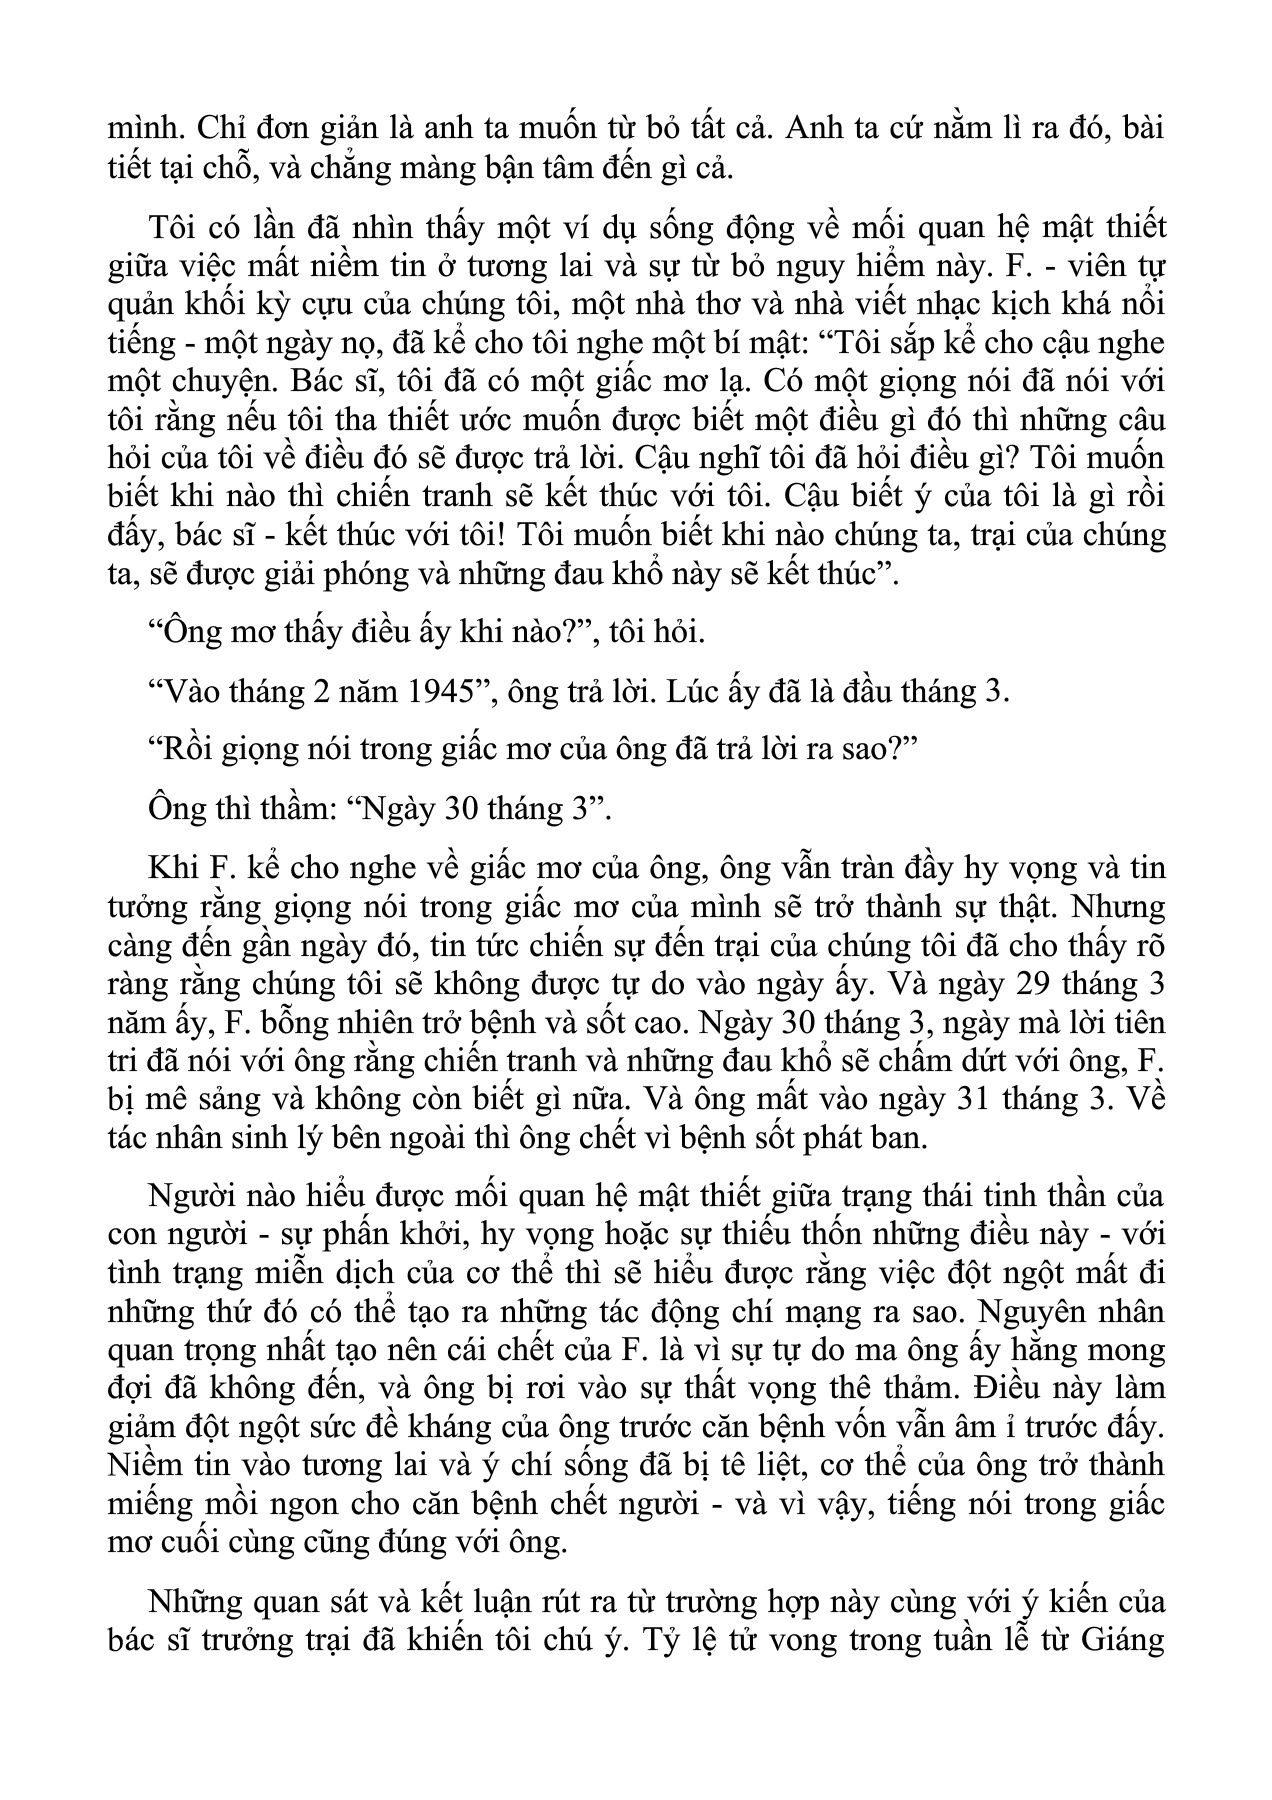 mình. Chỉ đơn giản là anh ta muốn từ bỏ tất cả. Anh ta cứ nằm lì ra đó, bài
tiết tại chỗ, và chẳng màng bận tâm đến gì cả.
Tôi có lần đã nhìn thấy một ví dụ sống động về mối quan hệ mật thiết
giữa việc mất niềm tin ở tương lai và sự từ bỏ nguy hiểm này. F. - viên tự
quản khối kỳ cựu của chúng tôi, một nhà thơ và nhà viết nhạc kịch khá nổi
tiếng - một ngày nọ, đã kể cho tôi nghe một bí mật: “Tôi sắp kể cho cậu nghe
một chuyện. Bác sĩ, tôi đã có một giấc mơ lạ. Có một giọng nói đã nói với
tôi rằng nếu tôi tha thiết ước muốn được biết một điều gì đó thì những câu
hỏi của tôi về điều đó sẽ được trả lời. Cậu nghĩ tôi đã hỏi điều gì? Tôi muốn
biết khi nào thì chiến tranh sẽ kết thúc với tôi. Cậu biết ý của tôi là gì rồi
đấy, bác sĩ - kết thúc với tôi! Tôi muốn biết khi nào chúng ta, trại của chúng
ta, sẽ được giải phóng và những đau khổ này sẽ kết thúc”.
“Ông mơ thấy điều ấy khi nào?”, tôi hỏi.
“Vào tháng 2 năm 1945”, ông trả lời. Lúc ấy đã là đầu tháng 3.
“Rồi giọng nói trong giấc mơ của ông đã trả lời ra sao?”
Ông thì thầm: “Ngày 30 tháng 3”.
Khi F. kể cho nghe về giấc mơ của ông, ông vẫn tràn đầy hy vọng và tin
tưởng rằng giọng nói trong giấc mơ của mình sẽ trở thành sự thật. Nhưng
càng đến gần ngày đó, tin tức chiến sự đến trại của chúng tôi đã cho thấy rõ
ràng rằng chúng tôi sẽ không được tự do vào ngày ấy. Và ngày 29 tháng 3
năm ấy, F. bỗng nhiên trở bệnh và sốt cao. Ngày 30 tháng 3, ngày mà lời tiên
tri đã nói với ông rằng chiến tranh và những đau khổ sẽ chấm dứt với ông, F.
bị mê sảng và không còn biết gì nữa. Và ông mất vào ngày 31 tháng 3. Về
tác nhân sinh lý bên ngoài thì ông chết vì bệnh sốt phát ban.
Người nào hiểu được mối quan hệ mật thiết giữa trạng thái tinh thần của
con người - sự phấn khởi, hy vọng hoặc sự thiếu thốn những điều này - với
tình trạng miễn dịch của cơ thể thì sẽ hiểu được rằng việc đột ngột mất đi
những thứ đó có thể tạo ra những tác động chí mạng ra sao. Nguyên nhân
quan trọng nhất tạo nên cái chết của F. là vì sự tự do ma ông ấy hằng mong
đợi đã không đến, và ông bị rơi vào sự thất vọng thê thảm. Điều này làm
giảm đột ngột sức đề kháng của ông trước căn bệnh vốn vẫn âm ỉ trước đấy.
Niềm tin vào tương lai và ý chí sống đã bị tê liệt, cơ thể của ông trở thành
miếng mồi ngon cho căn bệnh chết người - và vì vậy, tiếng nói trong giấc
mơ cuối cùng cũng đúng với ông.
Những quan sát và kết luận rút ra từ trường hợp này cùng với ý kiến của
bác sĩ trưởng trại đã khiến tôi chú ý. Tỷ lệ tử vong trong tuần lễ từ Giáng